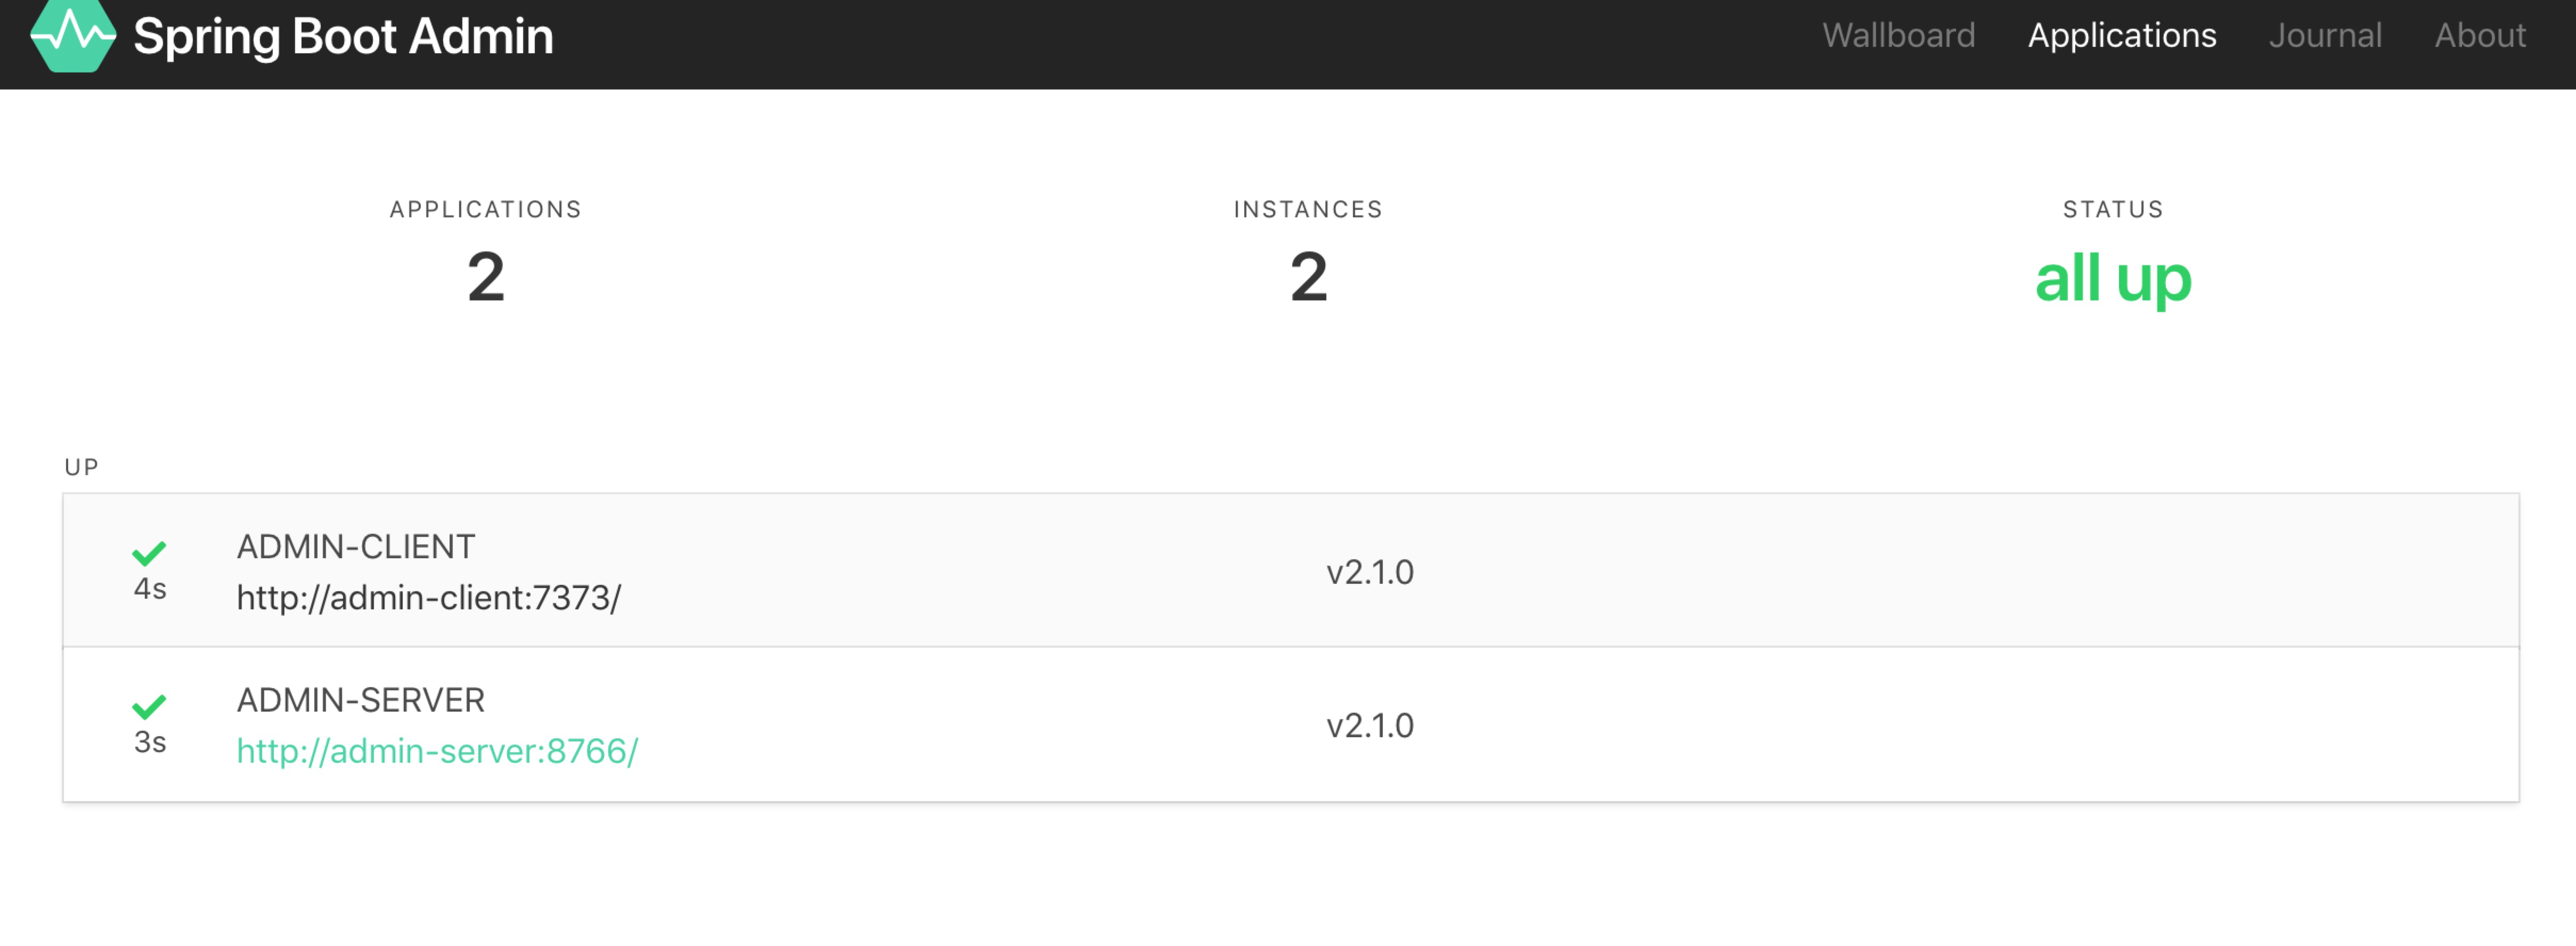 Spring Boot Admin
Wallboard Applications Journal About
APPLICATIONS INSTANCES STATUS
2 2 all up
UP
ADMIN-CLIENT
4s http://admin-client:7373/ v2.1.0
ADMIN-SERVER
3s http://admin-server:8766/ v2.1.0